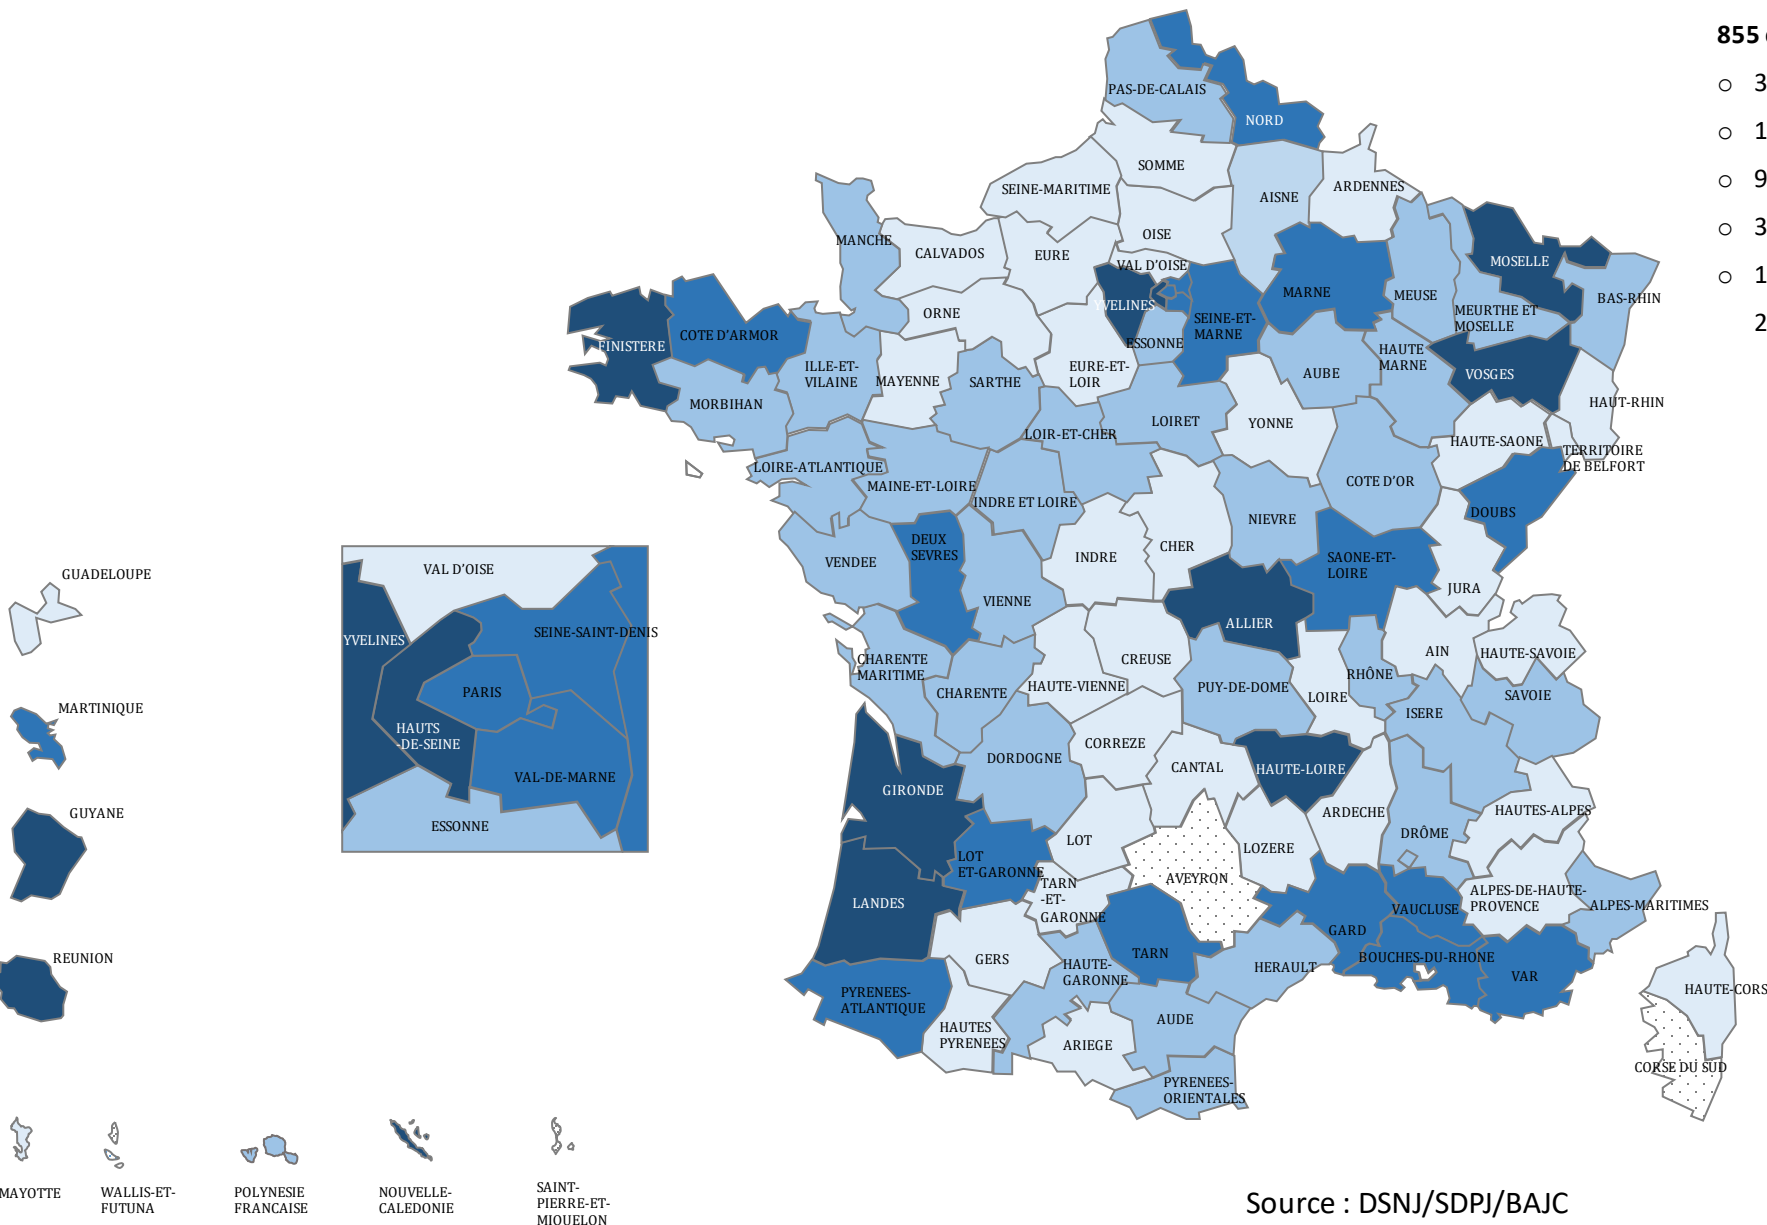 855
3
1
9
3
1
2
PAS-DE-CALAIS
NORD
SOMME
SEINE-MARITIME
AISNE
ARDENNES
OISE
MANCHE
CALVADOS
EURE
VAL D'OISE
MOSELLE
YVELINES
MARNE
MEUSE
BAS-RHIN
MEURTHE ET
MOSELLE
ORNE
SEINE-ET-
MARNE
ESSONNE
COTE D'ARMOR
FINISTERE
ILLE-ET-
VILAINE
MAYENNE
SARTHE
EURE-ET-
LOIR
AUBE
HAUTE
MARNE
VOSGES
MORBIHAN
LOIR-ET-CHER
LOIRET
YONNE
HAUT-RHIN
HAUTE-SAONE
TERRITOIRE
DE BELFORT
LOIRE-ATLANTIQUE
MAINE-ET-LOIRE
INDRE ET LOIRE
COTE D'OR
DOUBS
NIEVRE
CHER
INDRE
DEUX
SEVRES
VENDEE
VIENNE
SAONE-ET-
LOIRE
JURA
ALLIER
CREUSE
CHARENTE
MARITIME
CHARENTE
HAUTE-VIENNE
PUY-DE-DOME
LOIRE
RHÔNE
AIN
HAUTE-SAVOIE
SAVOIE
ISERE
CORREZE
DORDOGNE
CANTAL
HAUTE-LOIRE
GIRONDE
ARDECHE
DRÔME
HAUTES-ALPES
LOT
LOZERE
LOT
ET-GARONNE
AVEYRON
TARN
-ET-
GARONNE
LANDES
ALPES-DE-HAUTE-
PROVENCE
ALPES-MARITIMES
VAUCLUSE
GARD
BOUCHES-DU-RHONE
VAR
TARN
GERS
HAUTE-
GARONNE
HERAULT
PYRENEES-
ATLANTIQUE
HAUTES
PYRENEES
ARIEGE
AUDE
PYRENEES-
ORIENTALES
HAUTE-CORS
CORSE DU SUD
VAL D'OISE
YVELINES
SEINE-SAINT-DENIS
PARIS
HAUTS
-DE-SEINE
VAL-DE-MARNE
ESSONNE
GUADELOUPE
MARTINIQUE
GUYANE
REUNION
MAYOTTE
WALLIS-ET-
FUTUNA
POLYNESIE
FRANCAISE
NOUVELLE-
CALEDONIE
SAINT-
PIERRE-ET-
MIQUELON
Source : DSNJ/SDPJ/BAJC